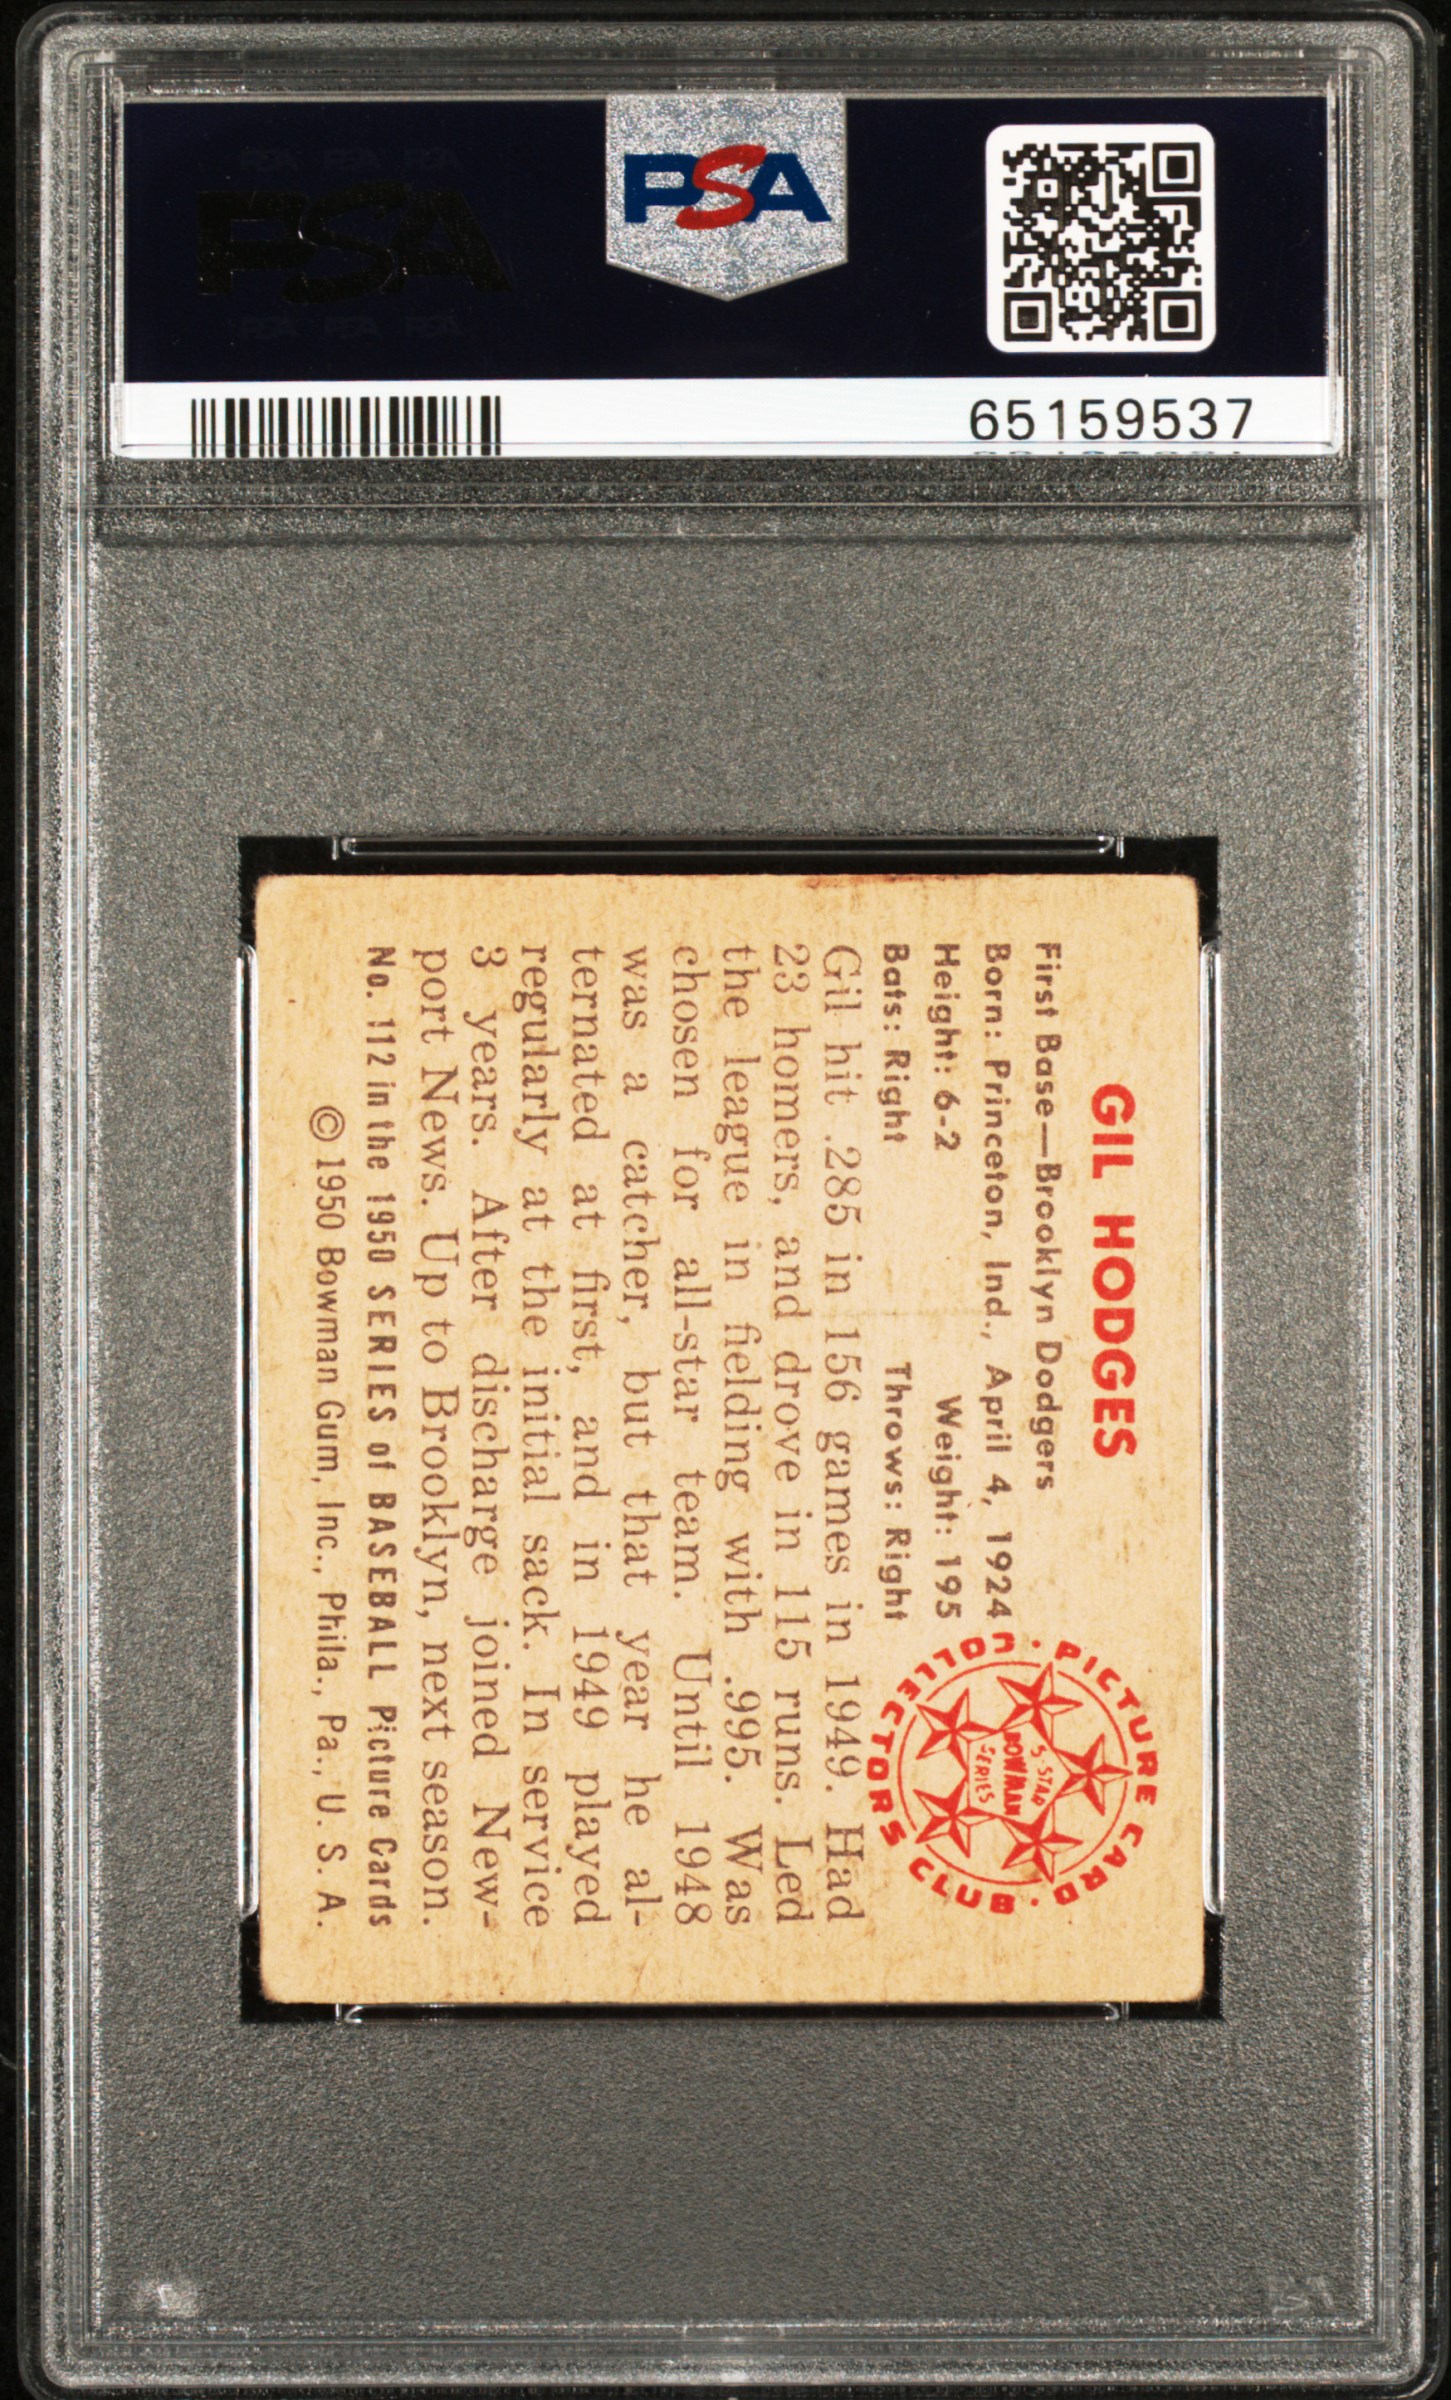 PSA
65159537
GIL HODGES
First Base—Brooklyn Dodgers
Born: Princeton, Ind., April 4, 1924
Height: 6-2 Weight: 195
Bats: Right Throws: Right
PICTURE CARD · COLLECTORS CLUB ·
5-STAR
BOWMAN
SERIES
Gil hit .285 in 156 games in 1949. Had
23 homers, and drove in 115 runs. Led
the league in fielding with .995. Was
chosen for all-star team. Until 1948
was a catcher, but that year he al-
ternated at first, and in 1949 played
regularly at the initial sack. In service
3 years. After discharge joined New-
port News. Up to Brooklyn, next season.
No. 112 in the 1950 SERIES of BASEBALL Picture Cards
© 1950 Bowman Gum, Inc., Phila., Pa., U. S. A.